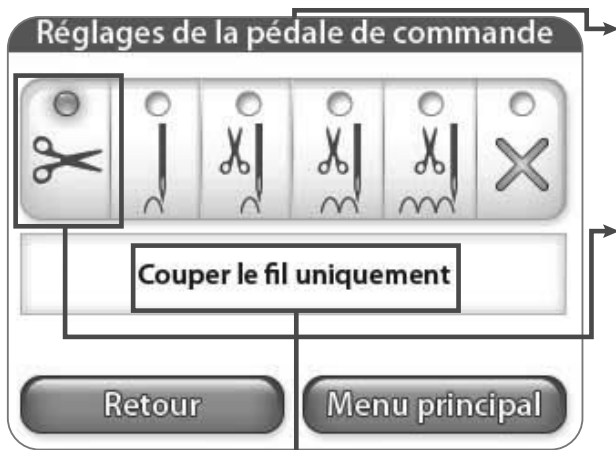 Réglages de la pédale de commande
Couper le fil uniquement
Retour
Menu principal